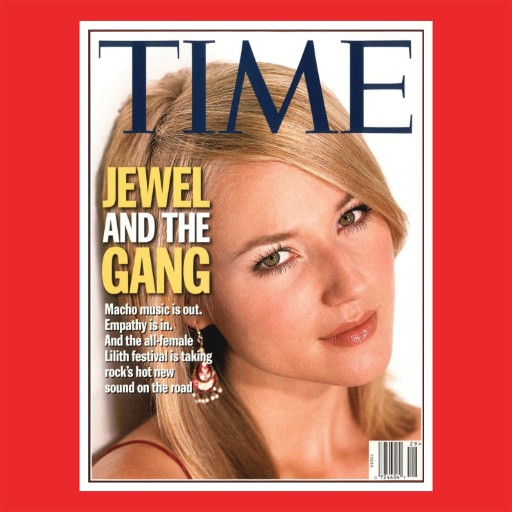 TIME
JEWEL
AND THE
GANG
Macho music is out.
Empathy is in.
And the all-female
Lilith festival is taking
rock's hot new
sound on the road
29>